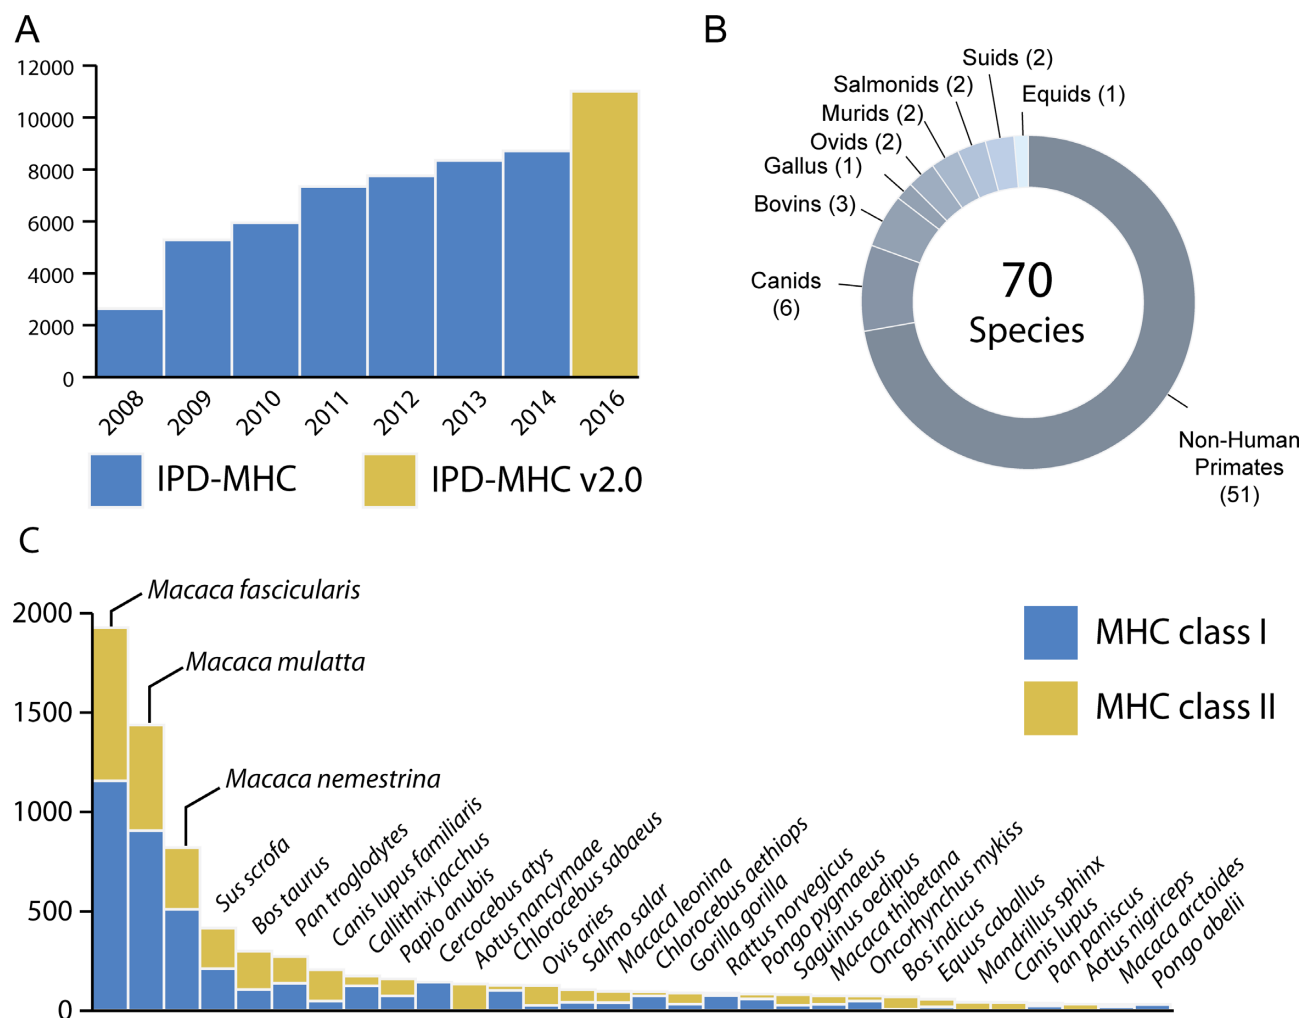 A
12000
10000
8000
6000
4000
2000
0
2008
2009
2010
2011
2012
2013
2014
2016
IPD-MHC
IPD-MHC v2.0
B
Suids (2)
Equids (1)
Salmonids (2)
Murids (2)
Ovids (2)
Gallus (1)
Bovins (3)
Canids
(6)
70
Species
Non-Human
Primates
(51)
C
2000
1500
1000
500
0
Macaca fascicularis
Macaca mulatta
Macaca nemestrina
Sus scrofa
Bos taurus
Pan troglodytes
Canis lupus familiaris
Callithrix jacchus
Papio anubis
Cercocebus atys
Aotus nancymaae
Chlorocebus sabaeus
Ovis aries
Salmo salar
Macaca leonina
Chlorocebus aethiops
Gorilla gorilla
Rattus norvegicus
Pongo pygmaeus
Saguinus oedipus
Macaca thibetana
Oncorhynchus mykiss
Bos indicus
Equus caballus
Mandrillus sphinx
Canis lupus
Pan paniscus
Aotus nigriceps
Macaca arctoides
Pongo abelii
MHC class I
MHC class II